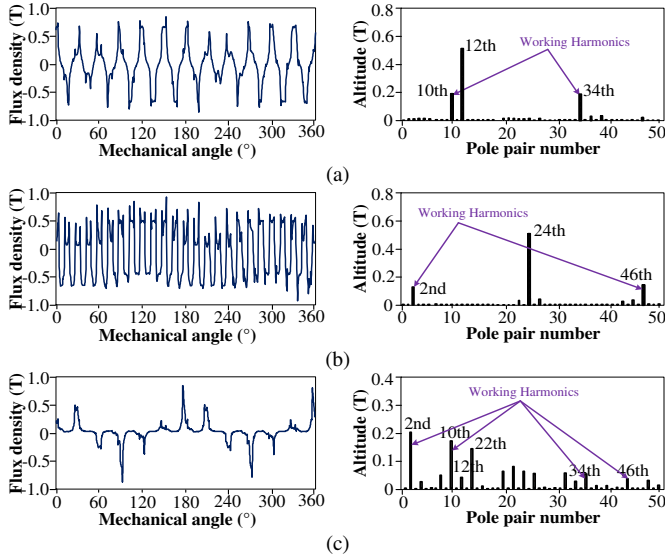 Flux density (T)
1.0
0.5
0
-0.5
-1.0
0 60 120 180 240 300 360
Mechanical angle (°)
Altitude (T)
0.8
0.6
0.4
0.2
0
12th
Working Harmonics
10th
34th
0 10 20 30 40 50
Pole pair number
(a)
Flux density (T)
1.0
0.5
0
-0.5
-1.0
0 60 120 180 240 300 360
Mechanical angle (°)
Altitude (T)
0.8
0.6
0.4
0.2
0
Working Harmonics
24th
2nd
46th
0 10 20 30 40 50
Pole pair number
(b)
Flux density (T)
1.0
0.5
0
-0.5
-1.0
0 60 120 180 240 300 360
Mechanical angle (°)
Altitude (T)
0.4
0.3
0.2
0.1
0
Working Harmonics
2nd
10th
22th
12th
34th
46th
0 10 20 30 40 50
Pole pair number
(c)